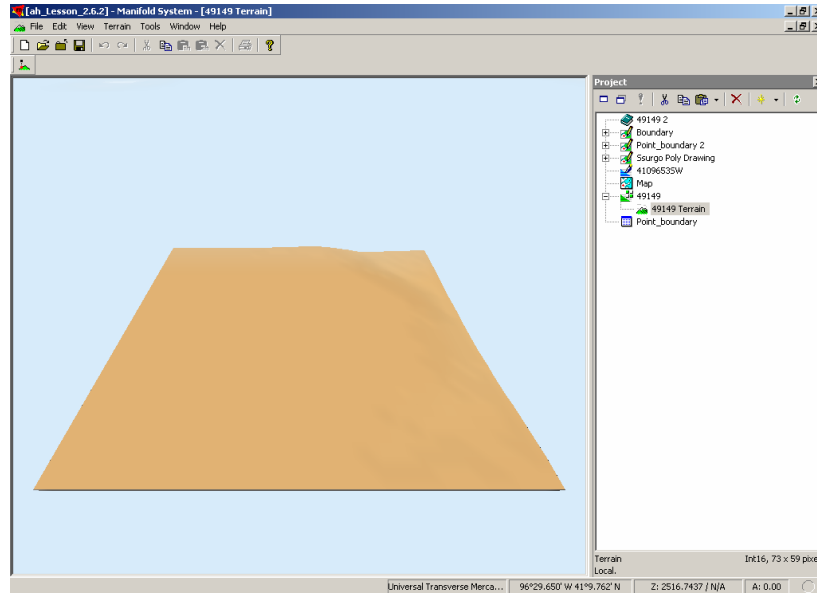 [ah_Lesson_2.6.2] - Manifold System - [49149 Terrain]
File Edit View Terrain Tools Window Help
Project
49149 2
Boundary
Point_boundary 2
Ssurgo Poly Drawing
41096535W
Map
49149
49149 Terrain
Point_boundary
Terrain Int16, 73 x 59 pixe
Local.
Universal Transverse Merca... 96°29.650' W 41°9.762' N Z: 2516.7437 / N/A A: 0.00